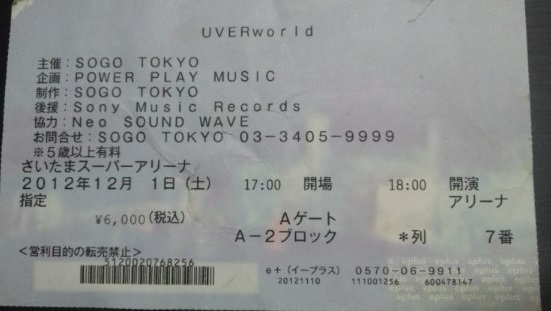 UVERworld
主催：SOGO TOKYO
企画：POWER PLAY MUSIC
制作：SOGO TOKYO
後援：Sony Music Records
協力：Neo SOUND WAVE
お問合せ：SOGO TOKYO 03-3405-9999
※５歳以上有料
さいたまスーパーアリーナ
2012年12月 1日(土) 17:00 開場 18:00 開演
指定 アリーナ
¥6,000(税込) Aゲート
A-2ブロック *列 7番
<営利目的の転売禁止>
5120020768256
e+（イープラス） 0570-06-9911
20121110 111001256 600478147
eplus eplus eplus